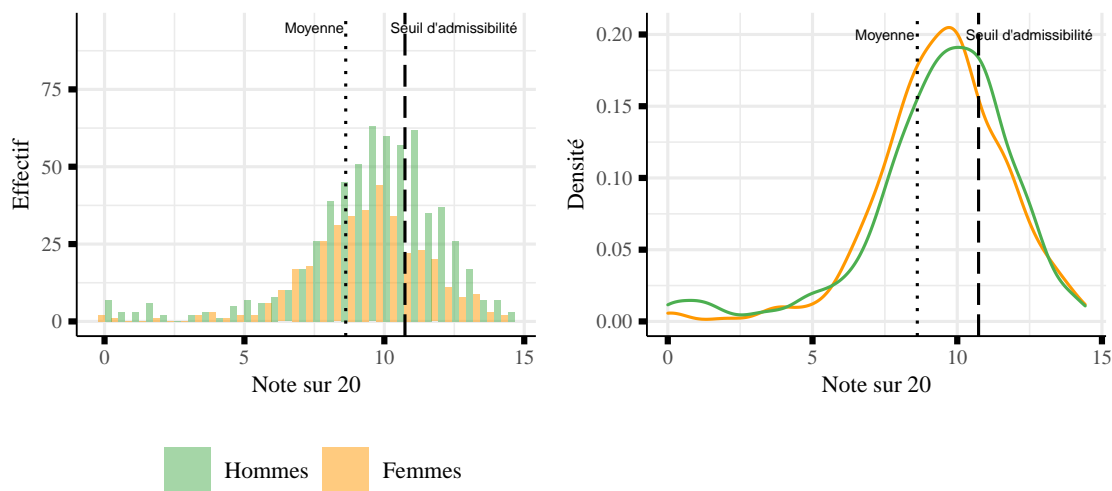 Moyenne
Seuil d'admissibilité
75
50
25
0
Effectif
0
5
10
15
Note sur 20
Moyenne
Seuil d'admissibilité
0.20
0.15
0.10
0.05
0.00
Densité
0
5
10
15
Note sur 20
Hommes
Femmes